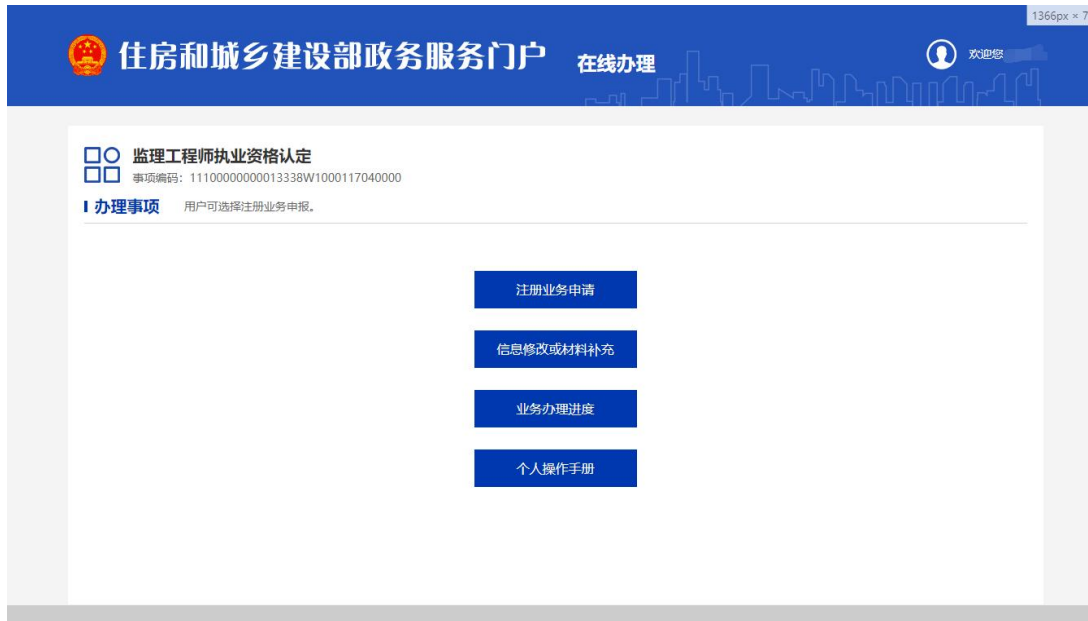 1366px × 7
住房和城乡建设部政务服务门户 在线办理
欢迎您
监理工程师执业资格认定
事项编码：11100000000013338W1000117040000
办理事项 用户可选择注册业务申报。
注册业务申请
信息修改或材料补充
业务办理进度
个人操作手册